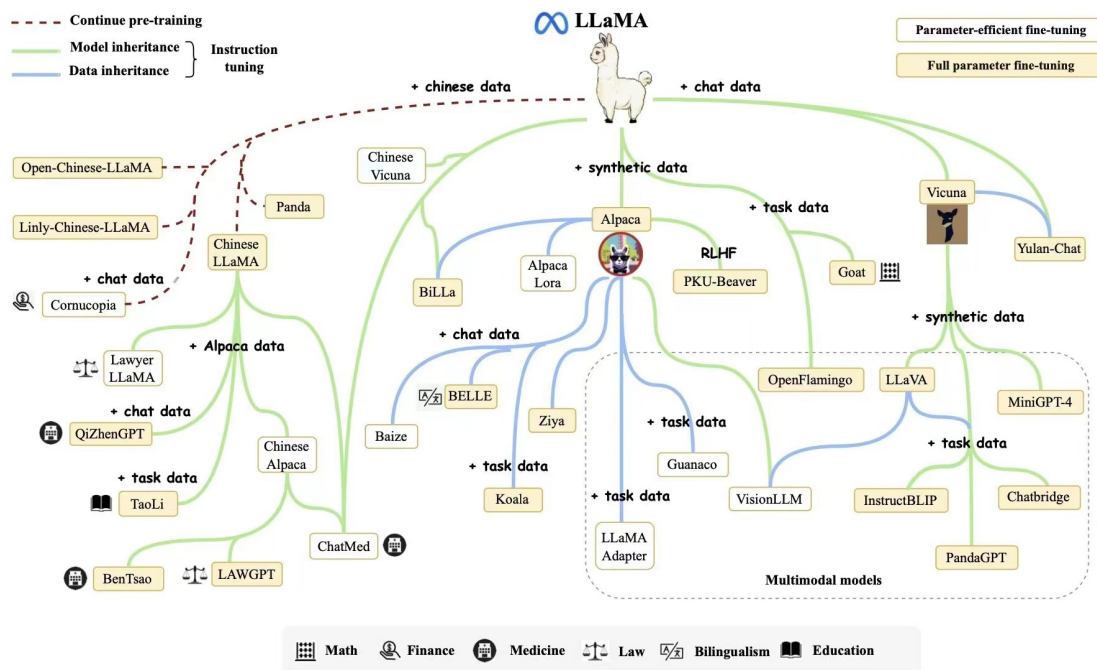 LLaMA
Continue pre-training
Model inheritance
Data inheritance
Instruction
tuning
Parameter-efficient fine-tuning
Full parameter fine-tuning
+ chinese data
+ chat data
+ synthetic data
Open-Chinese-LLaMA
Chinese
Vicuna
Vicuna
Panda
+ task data
Linly-Chinese-LLaMA
Alpaca
Chinese
LLaMA
RLHF
Yulan-Chat
+ chat data
Alpaca
Lora
Goat
BiLLa
PKU-Beaver
Cornucopia
+ synthetic data
+ chat data
+ Alpaca data
Lawyer
LLaMA
OpenFlamingo
LLaVA
BELLE
MiniGPT-4
+ chat data
Ziya
+ task data
QiZhenGPT
Baize
Chinese
Alpaca
+ task data
Guanaco
+ task data
+ task data
TaoLi
Koala
+ task data
VisionLLM
InstructBLIP
Chatbridge
ChatMed
LLaMA
Adapter
PandaGPT
BenTsao
LAWGPT
Multimodal models
Math
Finance
Medicine
Law
Bilingualism
Education